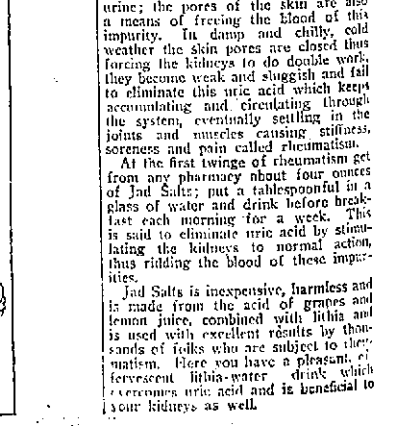 urine; the pores of the skin are also
a means of freeing the blood of this
impurity. In damp and chilly, cold
weather the skin pores are closed thus
forcing the kidneys to do double work,
they become weak and sluggish and fail
to eliminate this uric acid which keeps
accumulating and circulating through
the system, eventually settling in the
joints and muscles causing stiffness,
soreness and pain called rheumatism.
At the first twinge of rheumatism get
from any pharmacy about four ounces
of Jad Salts; put a tablespoonful in a
glass of water and drink before break-
fast each morning for a week. This
is said to eliminate uric acid by stimu-
lating the kidneys to normal action,
thus ridding the blood of these impur-
ities.
Jad Salts is inexpensive, harmless and
is made from the acid of grapes and
lemon juice, combined with lithia and
is used with excellent results by thou-
sands of folks who are subject to rheu-
matism. Here you have a pleasant, ef-
fervescent lithia-water drink which
overcomes uric acid and is beneficial to
your kidneys as well.